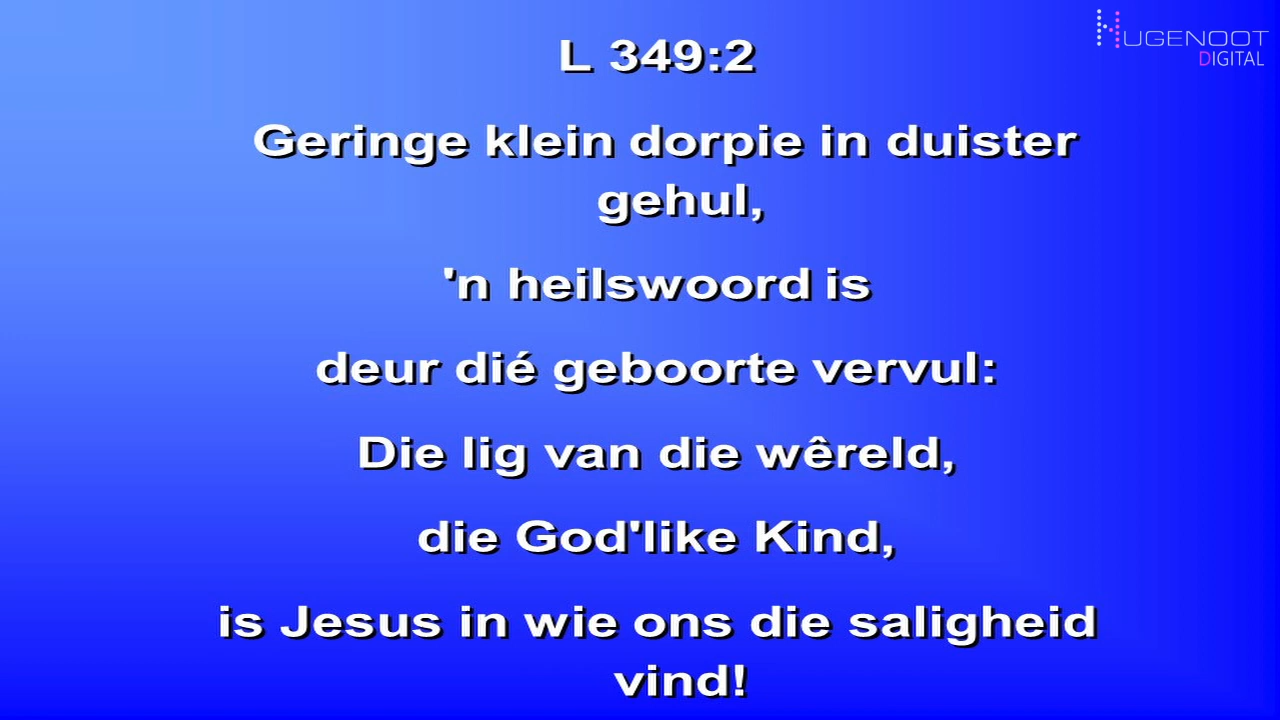 L 349:2
HUGENOOT
DIGITAL
Geringe klein dorpie in duister
gehul,
'n heilswoord is
deur dié geboorte vervul:
Die lig van die wêreld,
die God'like Kind,
is Jesus in wie ons die saligheid
vind!